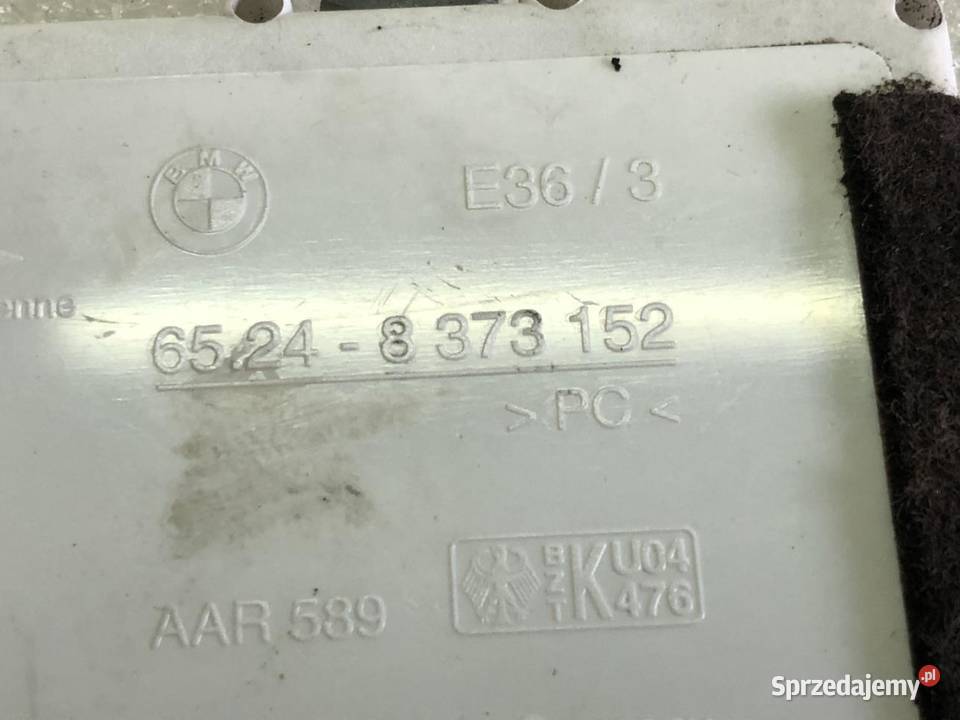 BMW
E36 / 3
enne
65.24 - 8 373 152
> PC <
AAR 589
BZT K U04 476
Sprzedajemy.pl